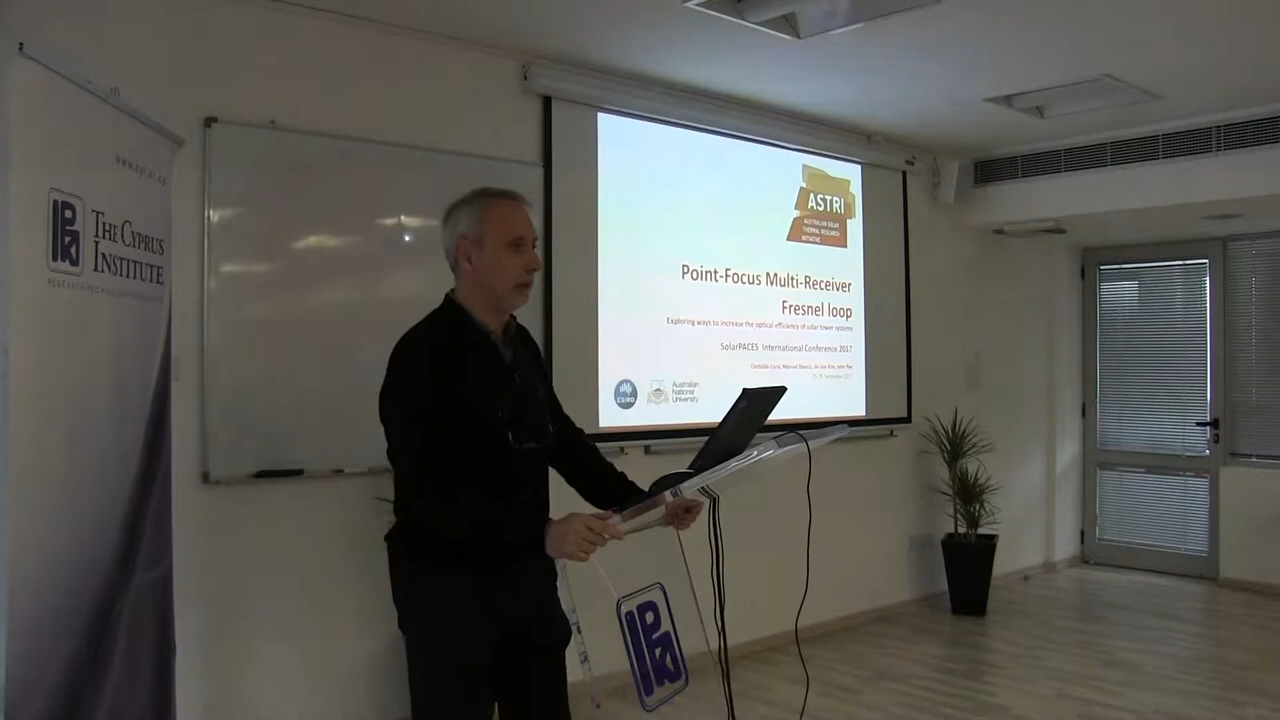 www.cyi.ac.cy
THE CYPRUS
INSTITUTE
ASTRI
AUSTRALIAN SOLAR
THERMAL RESEARCH
INITIATIVE
Point-Focus Multi-Receiver
Fresnel loop
Exploring ways to increase the optical efficiency of solar tower systems
SolarPACES International Conference 2017
CSIRO
Australian
National
University